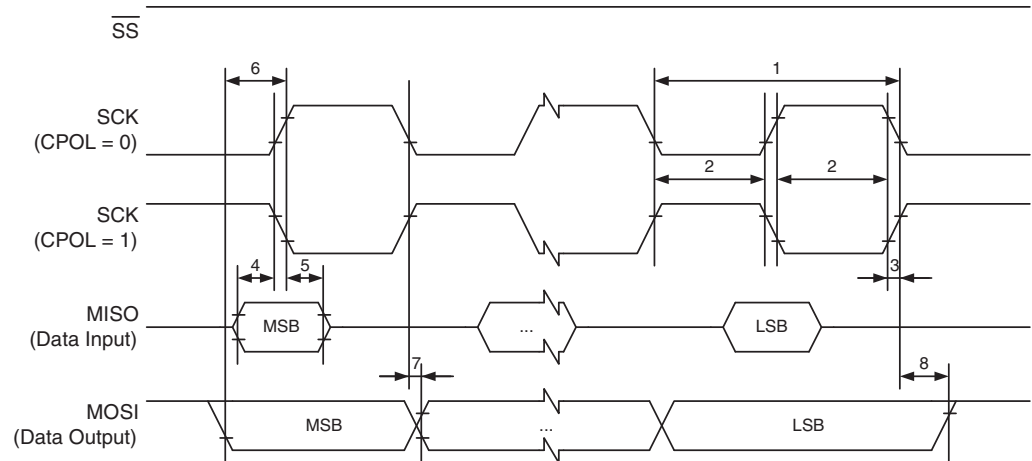 SS
6
1
SCK
(CPOL = 0)
2
2
SCK
(CPOL = 1)
4
5
3
MISO
(Data Input)
MSB
...
LSB
7
8
MOSI
(Data Output)
MSB
...
LSB